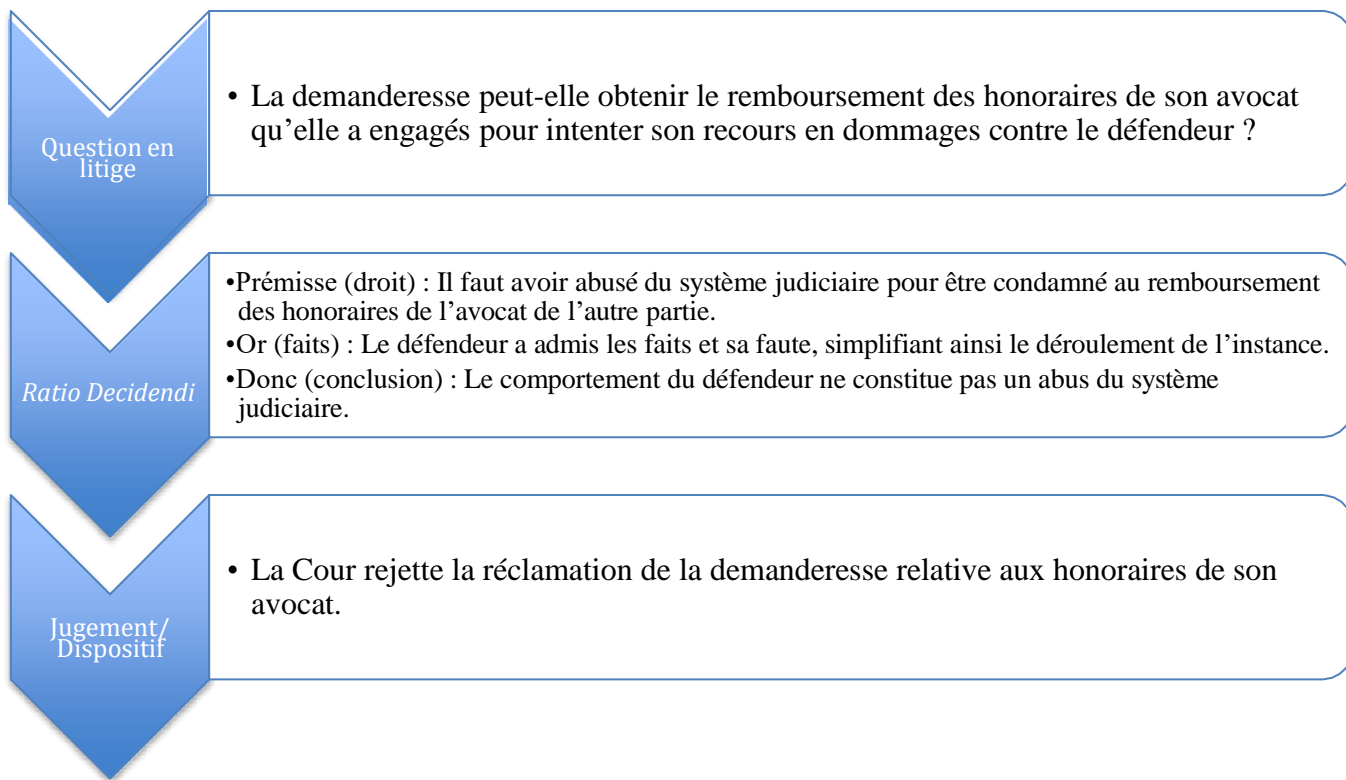 Question en
litige
• La demanderesse peut-elle obtenir le remboursement des honoraires de son avocat
qu’elle a engagés pour intenter son recours en dommages contre le défendeur ?
Ratio Decidendi
•Prémisse (droit) : Il faut avoir abusé du système judiciaire pour être condamné au remboursement
des honoraires de l’avocat de l’autre partie.
•Or (faits) : Le défendeur a admis les faits et sa faute, simplifiant ainsi le déroulement de l’instance.
•Donc (conclusion) : Le comportement du défendeur ne constitue pas un abus du système
judiciaire.
Jugement/
Dispositif
• La Cour rejette la réclamation de la demanderesse relative aux honoraires de son
avocat.